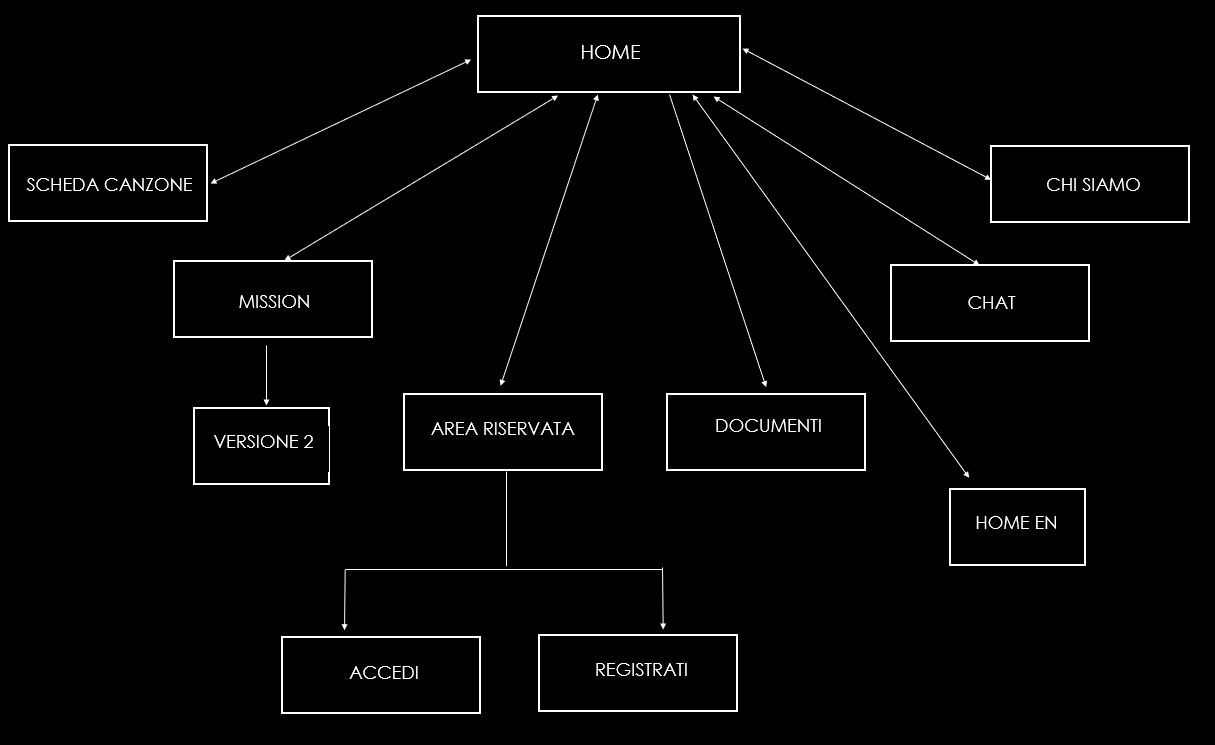 HOME
SCHEDA CANZONE
CHI SIAMO
MISSION
CHAT
VERSIONE 2
AREA RISERVATA
DOCUMENTI
HOME EN
ACCEDI
REGISTRATI